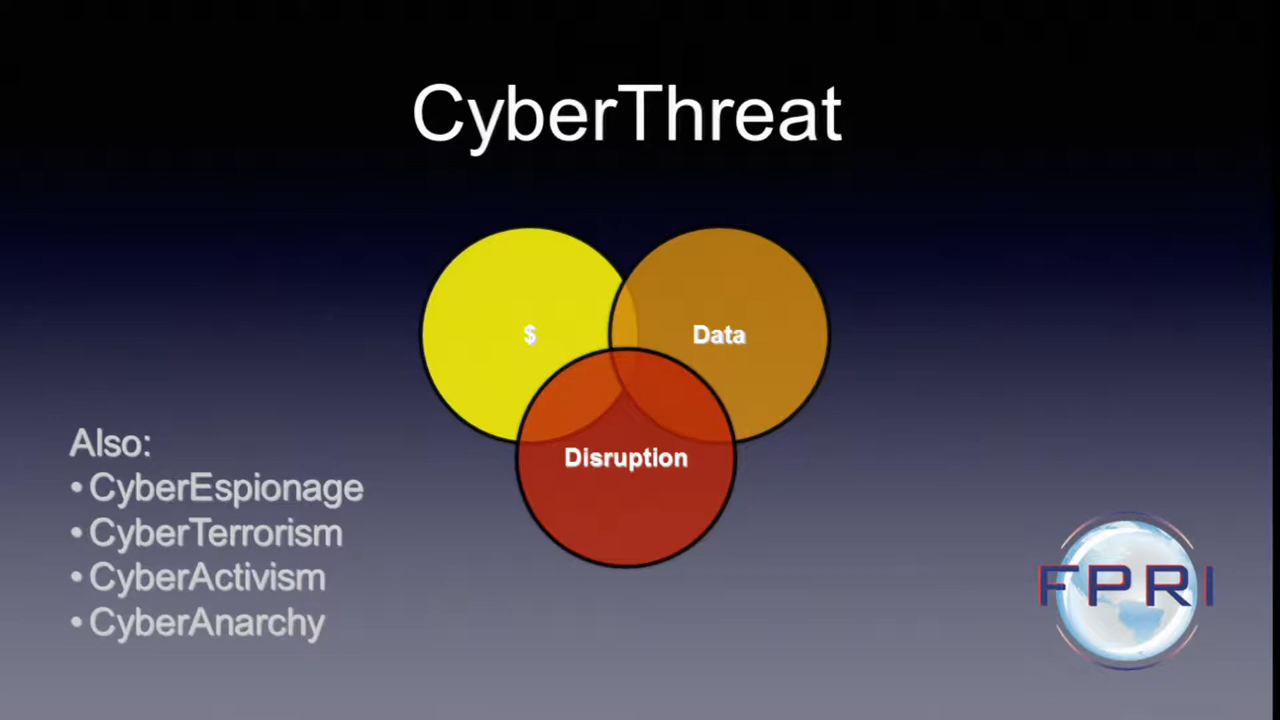 CyberThreat
$
Data
Disruption
Also:
• CyberEspionage
• CyberTerrorism
• CyberActivism
• CyberAnarchy
FPRI